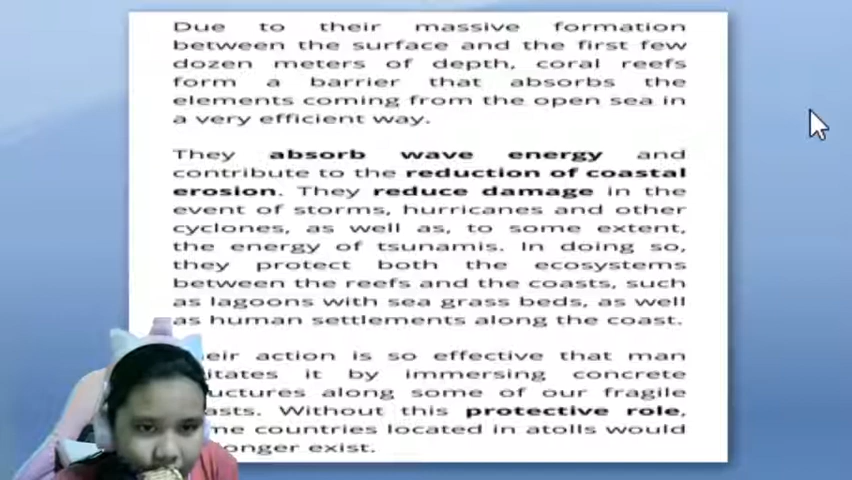 Due to their massive formation
between the surface and the first few
dozen meters of depth, coral reefs
form a barrier that absorbs the
elements coming from the open sea in
a very efficient way.
They absorb wave energy and
contribute to the reduction of coastal
erosion. They reduce damage in the
event of storms, hurricanes and other
cyclones, as well as, to some extent,
the energy of tsunamis. In doing so,
they protect both the ecosystems
between the reefs and the coasts, such
as lagoons with sea grass beds, as well
as human settlements along the coast.
action is so effective that man
it by immersing concrete
along some of our fragile
Without this protective role,
countries located in atolls would
exist.